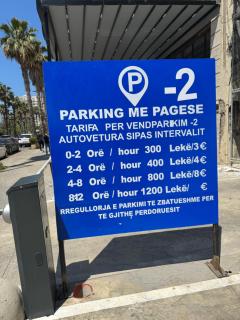 P -2
PARKING ME PAGESE
TARIFA PER VENDPARKIM -2
AUTOVETURA SIPAS INTERVALIT
0-2 Orë / hour 300 Lekë/3€
2-4 Orë / hour 400 Lekë/4€
4-8 Orë / hour 800 Lekë/8€
812 Orë / hour 1200 Lekë/ €
RREGULLORJA E PARKIMI TE ZBATUESHME PER
TE GJITHE PERDORUESIT